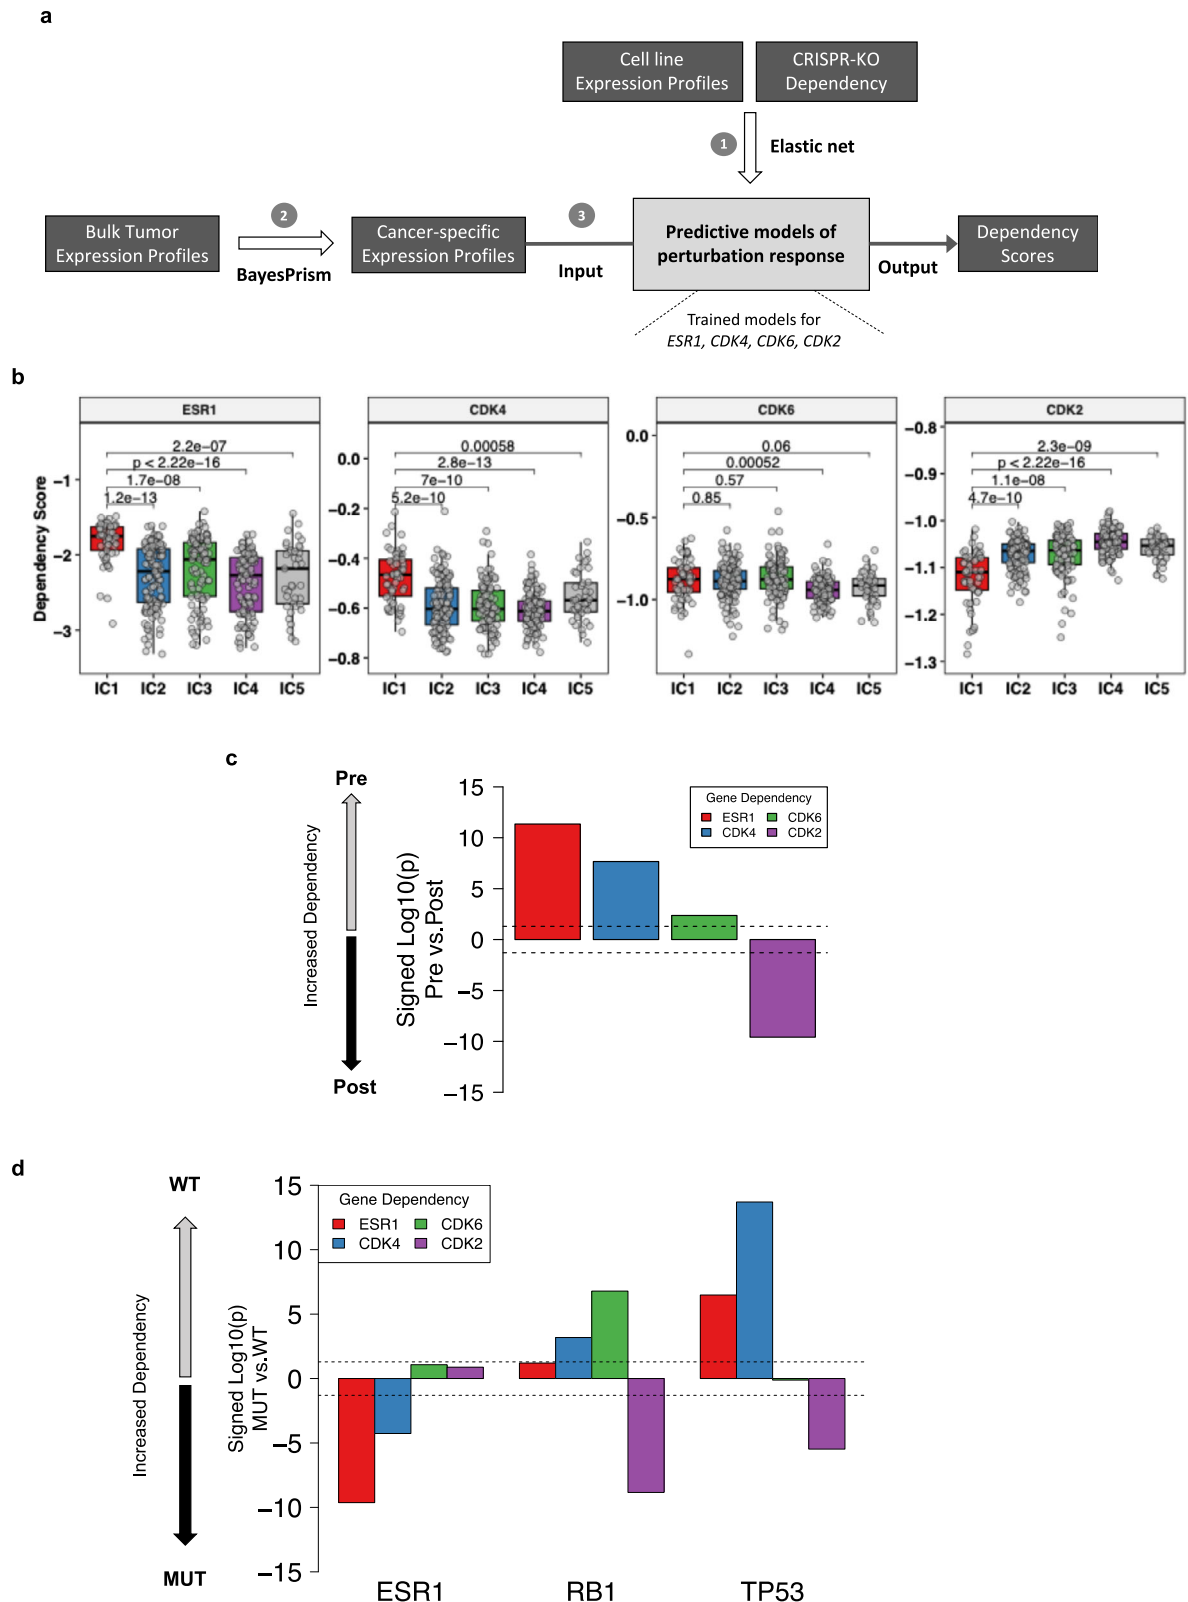 a
Cell line
Expression Profiles
CRISPR-KO
Dependency
1
Elastic net
Bulk Tumor
Expression Profiles
2
BayesPrism
Cancer-specific
Expression Profiles
3
Input
Predictive models of
perturbation response
Output
Dependency
Scores
Trained models for
ESR1, CDK4, CDK6, CDK2
b
Dependency Score
ESR1
−1
−2
−3
2.2e−07
p < 2.22e−16
1.7e−08
1.2e−13
IC1 IC2 IC3 IC4 IC5
CDK4
0.0
−0.2
−0.4
−0.6
−0.8
0.00058
2.8e−13
7e−10
5.2e−10
IC1 IC2 IC3 IC4 IC5
CDK6
0.0
−0.5
−1.0
0.06
0.00052
0.57
0.85
IC1 IC2 IC3 IC4 IC5
CDK2
−0.8
−0.9
−1.0
−1.1
−1.2
−1.3
2.3e−09
p < 2.22e−16
1.1e−08
4.7e−10
IC1 IC2 IC3 IC4 IC5
c
Pre
Increased Dependency
Post
Signed Log10(p)
Pre vs.Post
15
10
5
0
−5
−10
−15
Gene Dependency
ESR1 CDK6
CDK4 CDK2
d
WT
Increased Dependency
MUT
Signed Log10(p)
MUT vs.WT
15
10
5
0
−5
−10
−15
Gene Dependency
ESR1 CDK6
CDK4 CDK2
ESR1 RB1 TP53